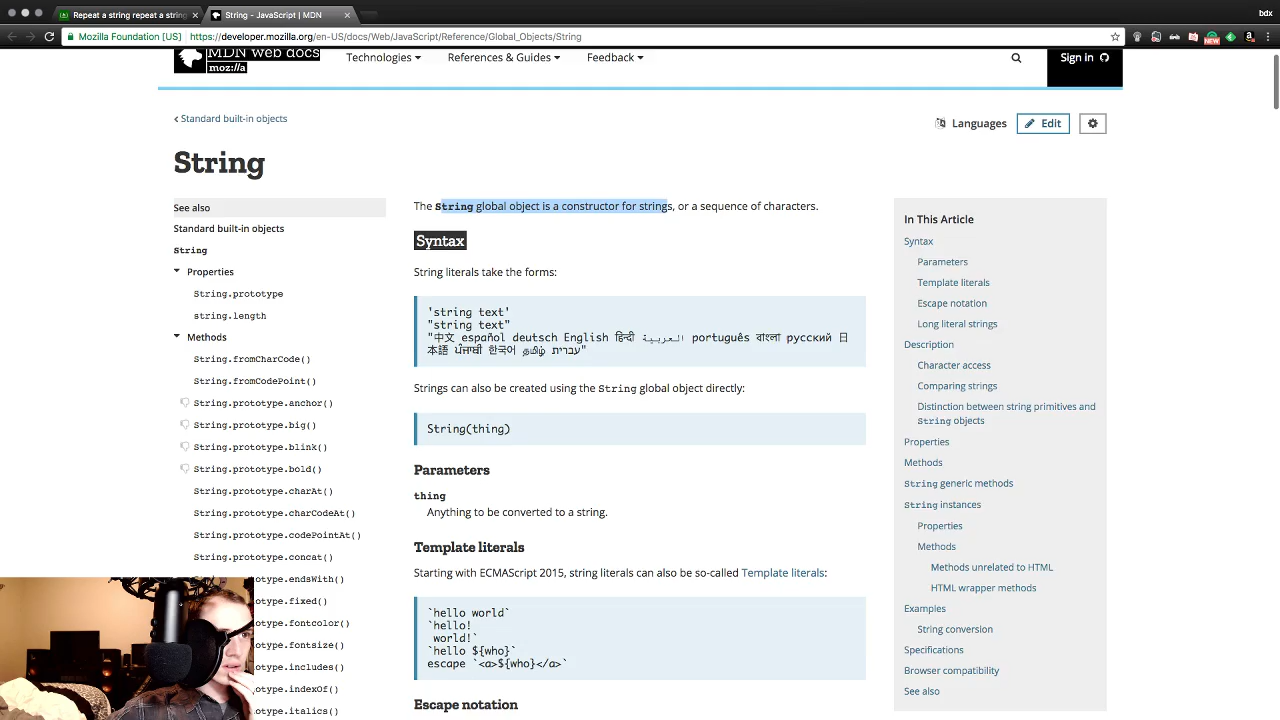 Repeat a string repeat a string
String - JavaScript | MDN
bdx
Mozilla Foundation [US]
https://developer.mozilla.org/en-US/docs/Web/JavaScript/Reference/Global_Objects/String
NEW
MDN web docs
moz://a
Technologies
References & Guides
Feedback
Sign in
Standard built-in objects
Languages
Edit
String
See also
Standard built-in objects
String
Properties
String.prototype
string.length
Methods
String.fromCharCode()
String.fromCodePoint()
String.prototype.anchor()
String.prototype.big()
String.prototype.blink()
String.prototype.bold()
String.prototype.charAt()
String.prototype.charCodeAt()
String.prototype.codePointAt()
String.prototype.concat()
otype.endsWith()
otype.fixed()
otype.fontcolor()
otype.fontsize()
otype.includes()
otype.indexOf()
otype.italics()
The String global object is a constructor for strings, or a sequence of characters.
Syntax
String literals take the forms:
'string text'
"string text"
"中文 español deutsch English हिन्दी العربية português বাংলা русский 日
本語 ਪੰਜਾਬੀ 한국어 தமிழ் עברית"
Strings can also be created using the String global object directly:
String(thing)
Parameters
thing
Anything to be converted to a string.
Template literals
Starting with ECMAScript 2015, string literals can also be so-called Template literals:
`hello world`
`hello!
 world!`
`hello ${who}`
escape `<a>${who}</a>`
Escape notation
In This Article
Syntax
Parameters
Template literals
Escape notation
Long literal strings
Description
Character access
Comparing strings
Distinction between string primitives and
String objects
Properties
Methods
String generic methods
String instances
Properties
Methods
Methods unrelated to HTML
HTML wrapper methods
Examples
String conversion
Specifications
Browser compatibility
See also